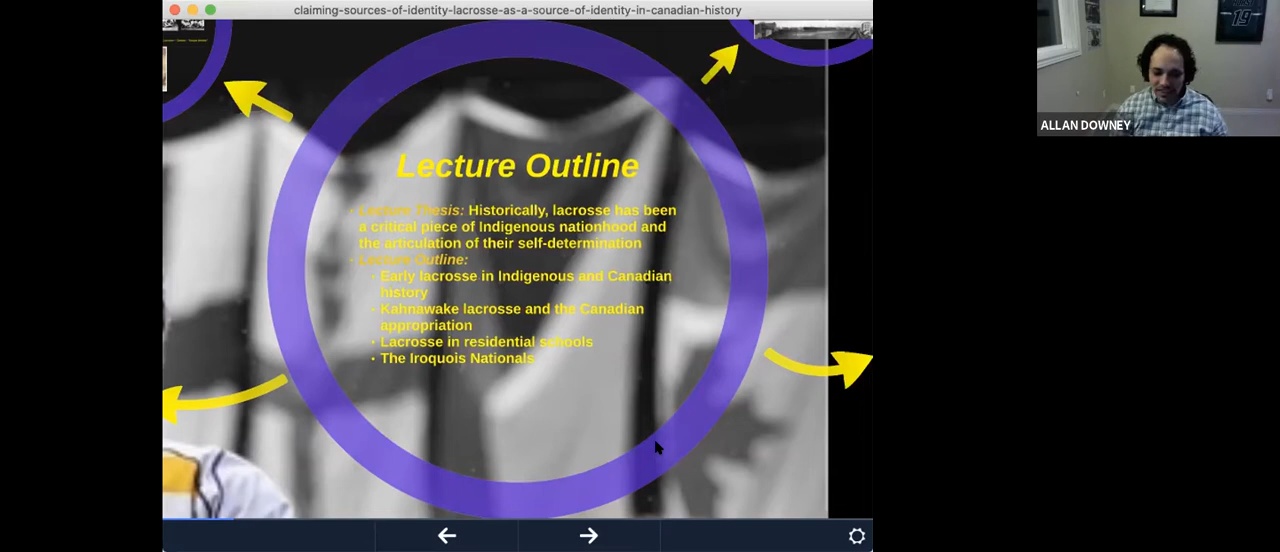 claiming-sources-of-identity-lacrosse-as-a-source-of-identity-in-canadian-history
Lecture Outline
· Lecture Thesis: Historically, lacrosse has been
a critical piece of Indigenous nationhood and
the articulation of their self-determination
· Lecture Outline:
· Early lacrosse in Indigenous and Canadian
history
· Kahnawake lacrosse and the Canadian
appropriation
· Lacrosse in residential schools
· The Iroquois Nationals
ALLAN DOWNEY
19